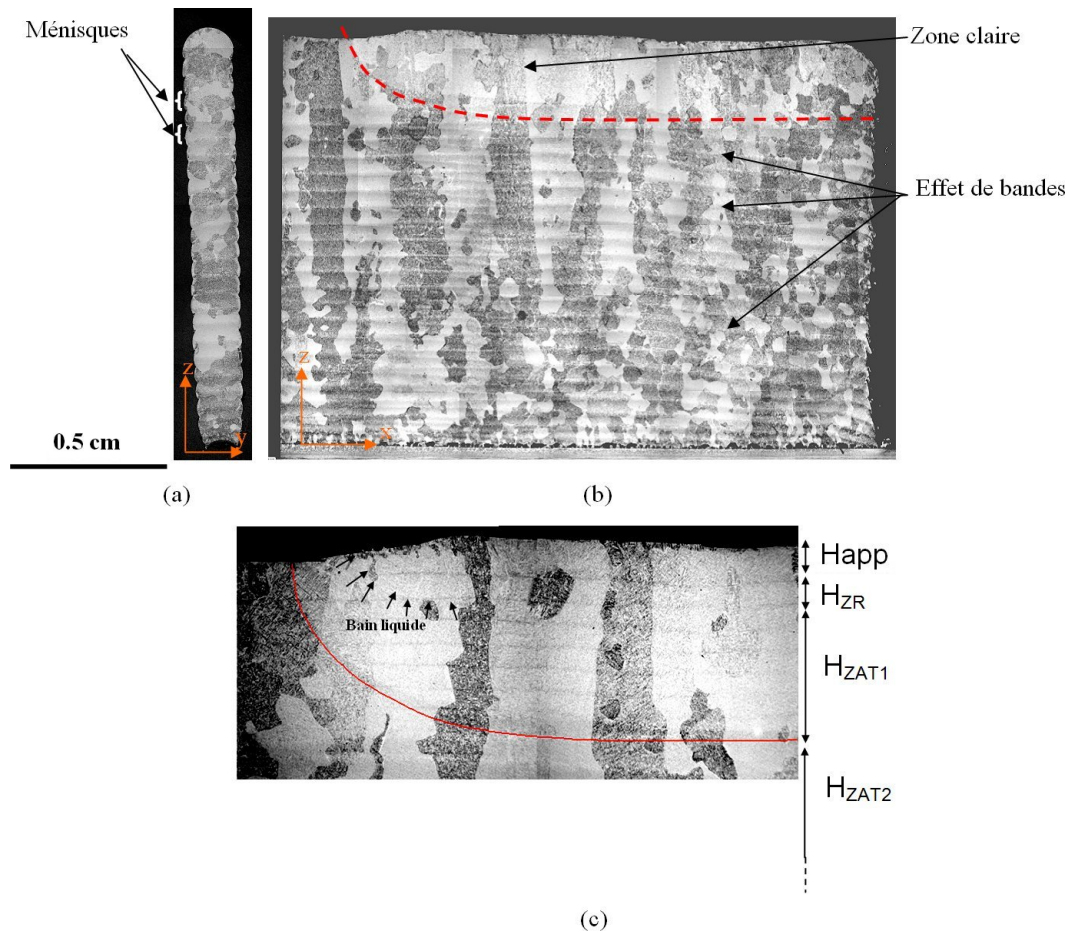 Ménisques
{
{
z
y
0.5 cm
(a)
Zone claire
Effet de bandes
z
x
(b)
Bain liquide
Happ
HZR
HZAT1
HZAT2
(c)